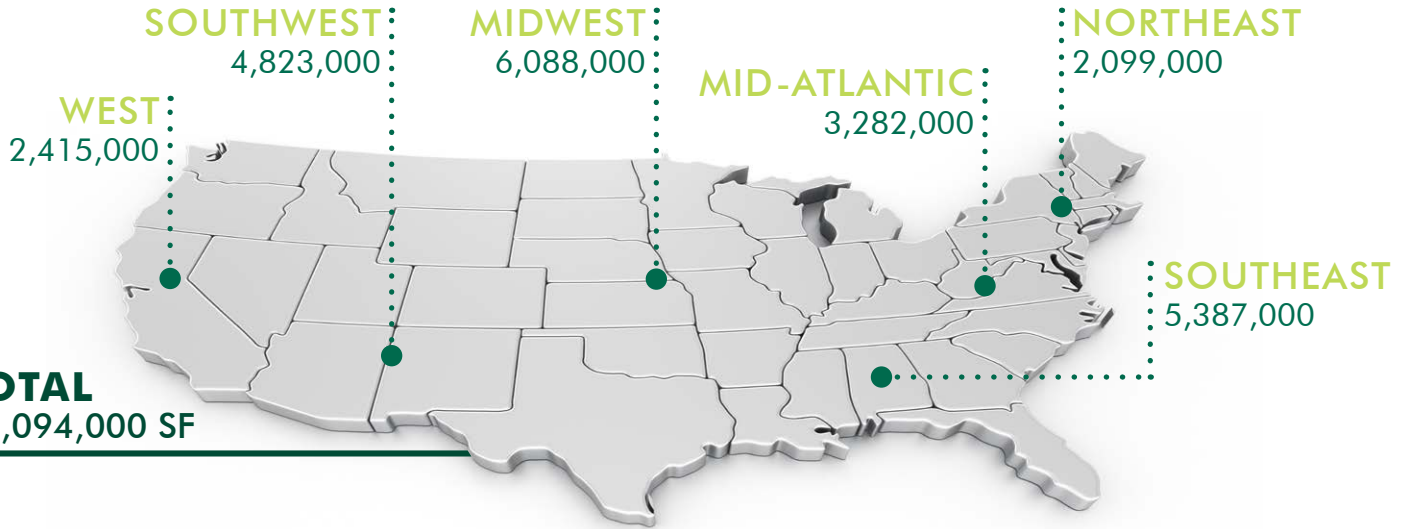 SOUTHWEST
4,823,000
MIDWEST
6,088,000
NORTHEAST
2,099,000
MID-ATLANTIC
3,282,000
WEST
2,415,000
SOUTHEAST
5,387,000
OTAL
,094,000 SF